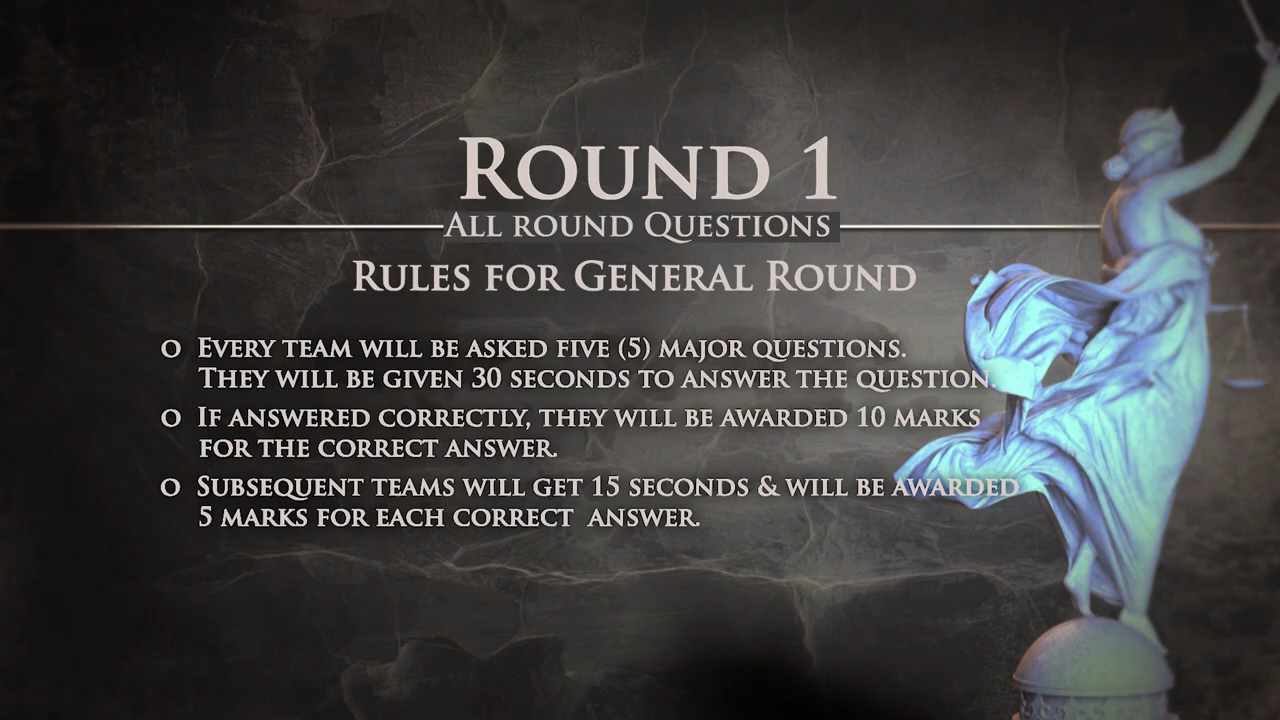 ROUND 1
ALL ROUND QUESTIONS
RULES FOR GENERAL ROUND
O EVERY TEAM WILL BE ASKED FIVE (5) MAJOR QUESTIONS.
THEY WILL BE GIVEN 30 SECONDS TO ANSWER THE QUESTION.
O IF ANSWERED CORRECTLY, THEY WILL BE AWARDED 10 MARKS
FOR THE CORRECT ANSWER.
O SUBSEQUENT TEAMS WILL GET 15 SECONDS & WILL BE AWARDED
5 MARKS FOR EACH CORRECT ANSWER.